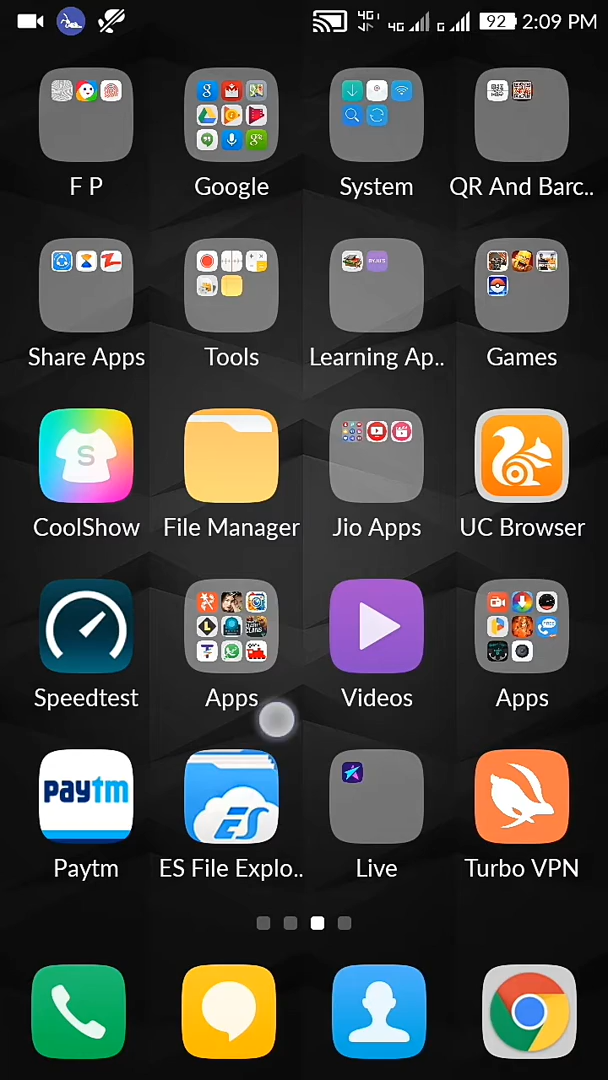 4G 4G G 92 2:09 PM
F P
Google
System
QR And Barc..
Share Apps
Tools
Learning Ap..
Games
S
CoolShow
File Manager
Jio Apps
UC Browser
Speedtest
Apps
Videos
Apps
paytm
Paytm
ES
ES File Explo..
Live
Turbo VPN